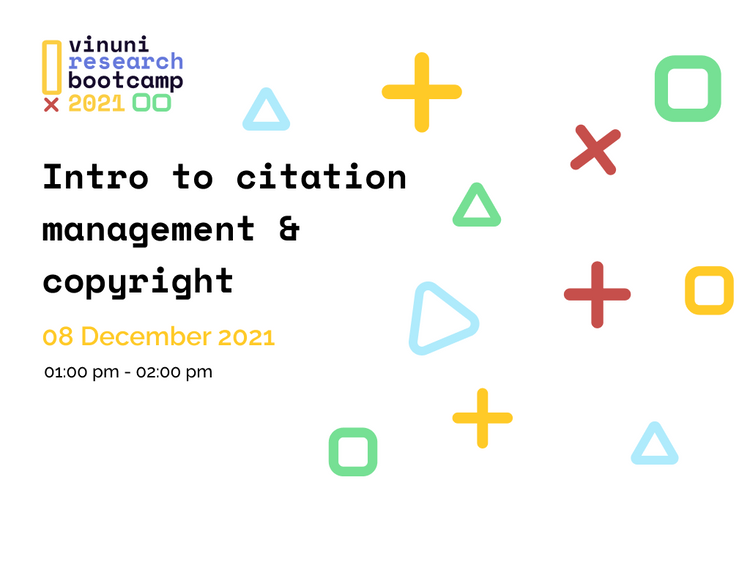 vinuni
research
bootcamp
2021
Intro to citation
management &
copyright
08 December 2021
01:00 pm - 02:00 pm